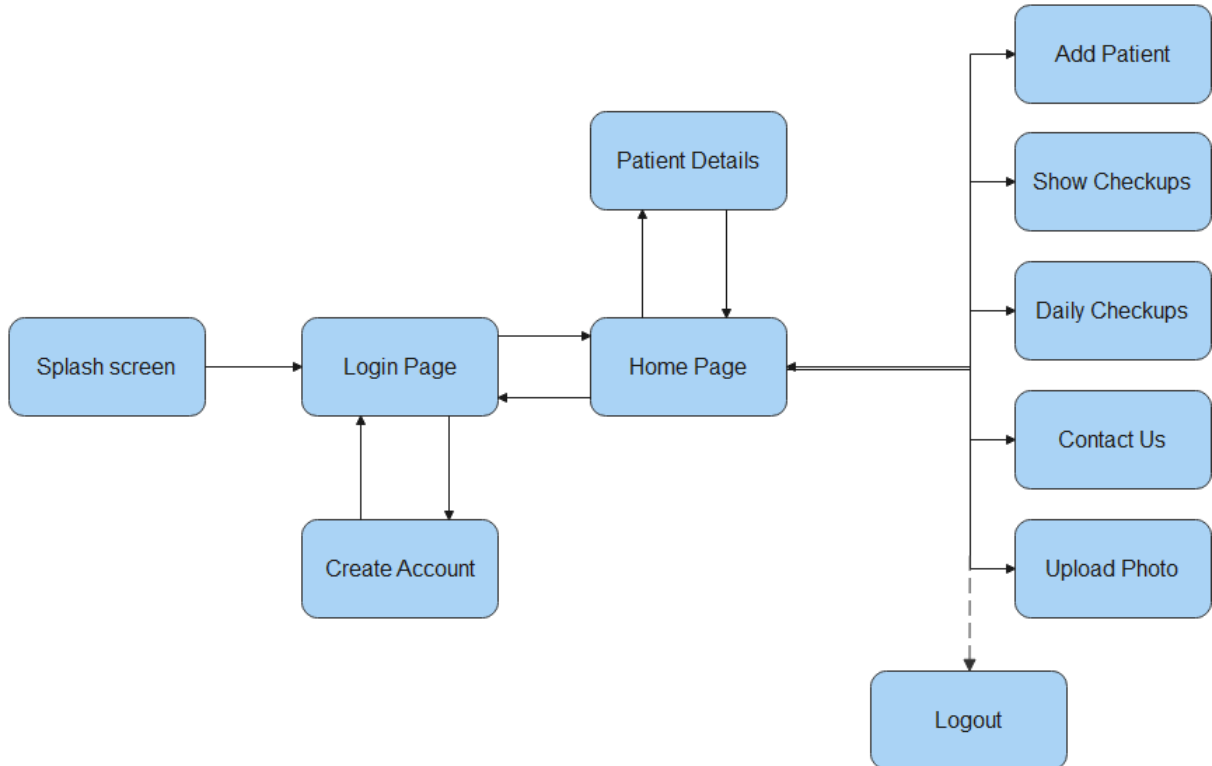 Add Patient
Patient Details
Show Checkups
Daily Checkups
Splash screen
Login Page
Home Page
Contact Us
Create Account
Upload Photo
Logout